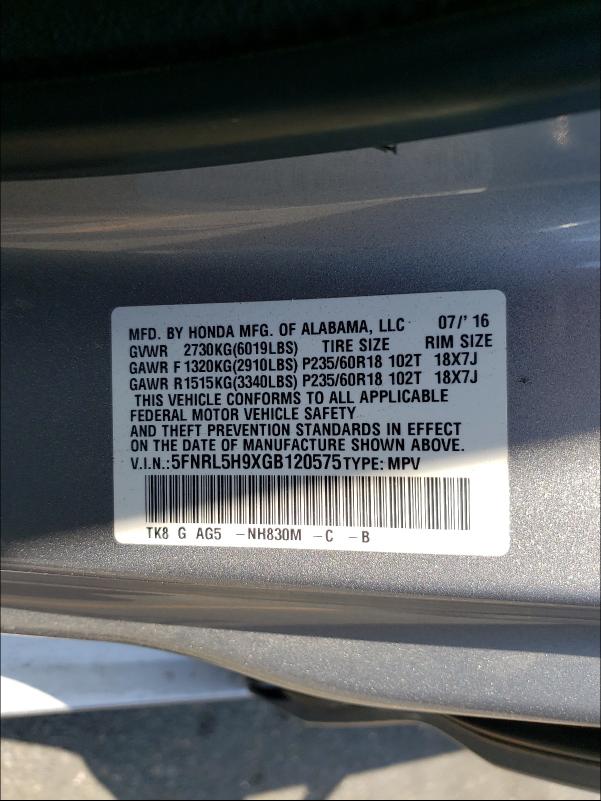 MFD. BY HONDA MFG. OF ALABAMA, LLC 07/' 16
GVWR 2730KG(6019LBS) TIRE SIZE RIM SIZE
GAWR F 1320KG(2910LBS) P235/60R18 102T 18X7J
GAWR R1515KG(3340LBS) P235/60R18 102T 18X7J
THIS VEHICLE CONFORMS TO ALL APPLICABLE
FEDERAL MOTOR VEHICLE SAFETY
AND THEFT PREVENTION STANDARDS IN EFFECT
ON THE DATE OF MANUFACTURE SHOWN ABOVE.
V.I.N.:5FNRL5H9XGB120575 TYPE: MPV
TK8 G AG5 -NH830M -C -B